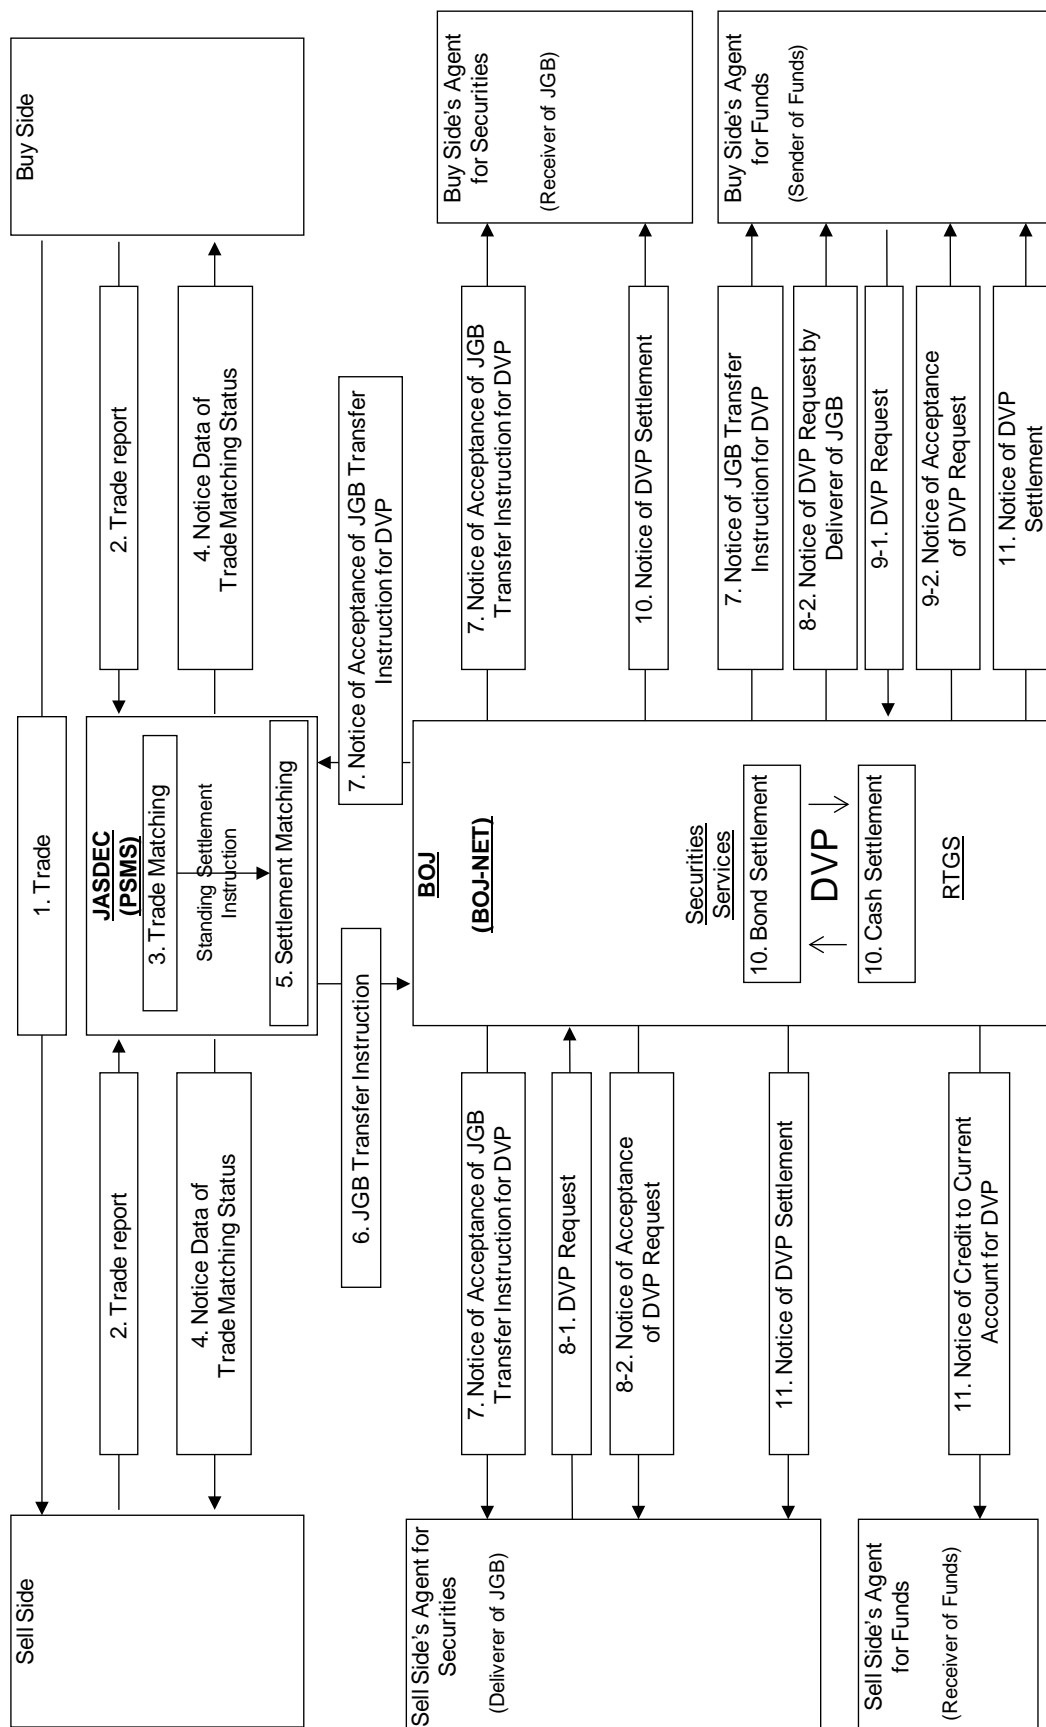 Sell Side
1. Trade
Buy Side
2. Trade report
4. Notice Data of
Trade Matching Status
JASDEC
(PSMS)
3. Trade Matching
Standing Settlement
Instruction
5. Settlement Matching
2. Trade report
4. Notice Data of
Trade Matching Status
6. JGB Transfer Instruction
7. Notice of Acceptance of JGB Transfer
Instruction for DVP
Sell Side's Agent for
Securities
(Deliverer of JGB)
7. Notice of Acceptance of JGB
Transfer Instruction for DVP
8-1. DVP Request
8-2. Notice of Acceptance
of DVP Request
11. Notice of DVP Settlement
Sell Side's Agent
for Funds
(Receiver of Funds)
11. Notice of Credit to Current
Account for DVP
BOJ
(BOJ-NET)
Securities
Services
10. Bond Settlement
DVP
10. Cash Settlement
RTGS
7. Notice of Acceptance of JGB
Transfer Instruction for DVP
10. Notice of DVP Settlement
Buy Side's Agent
for Securities
(Receiver of JGB)
7. Notice of JGB Transfer
Instruction for DVP
8-2. Notice of DVP Request by
Deliverer of JGB
9-1. DVP Request
9-2. Notice of Acceptance
of DVP Request
11. Notice of DVP
Settlement
Buy Side's Agent
for Funds
(Sender of Funds)